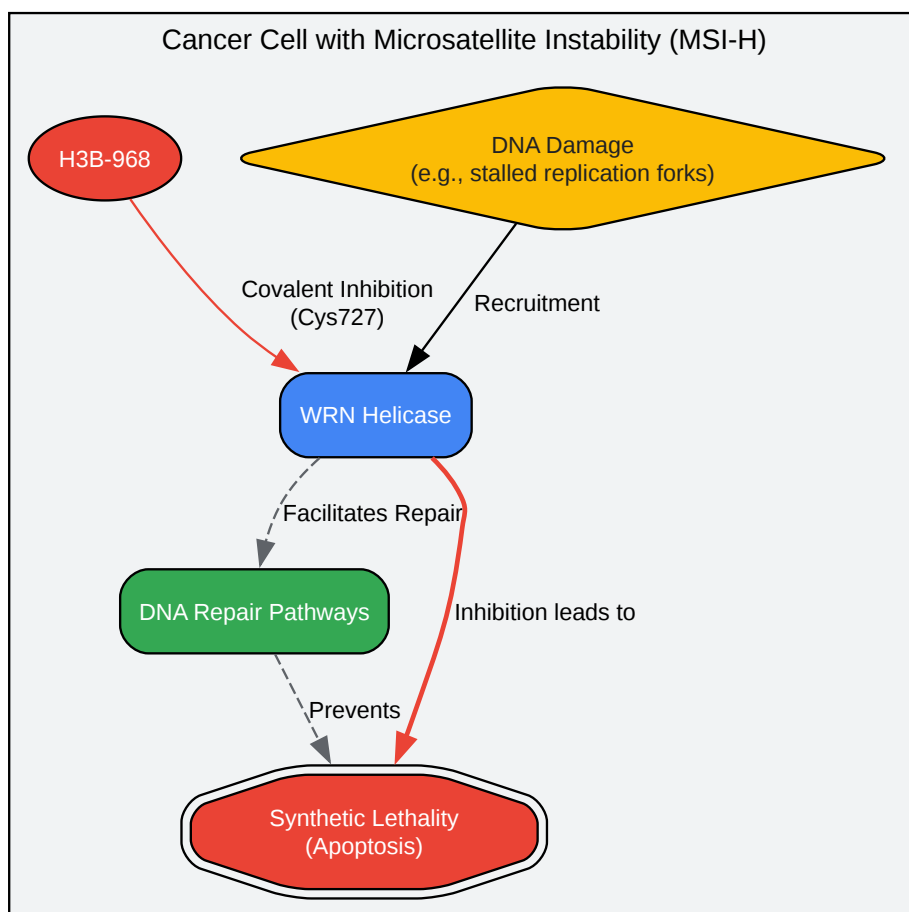 Cancer Cell with Microsatellite Instability (MSI-H)
H3B-968
DNA Damage
(e.g., stalled replication forks)
Covalent Inhibition
(Cys727)
Recruitment
WRN Helicase
Facilitates Repair
DNA Repair Pathways
Inhibition leads to
Prevents
Synthetic Lethality
(Apoptosis)